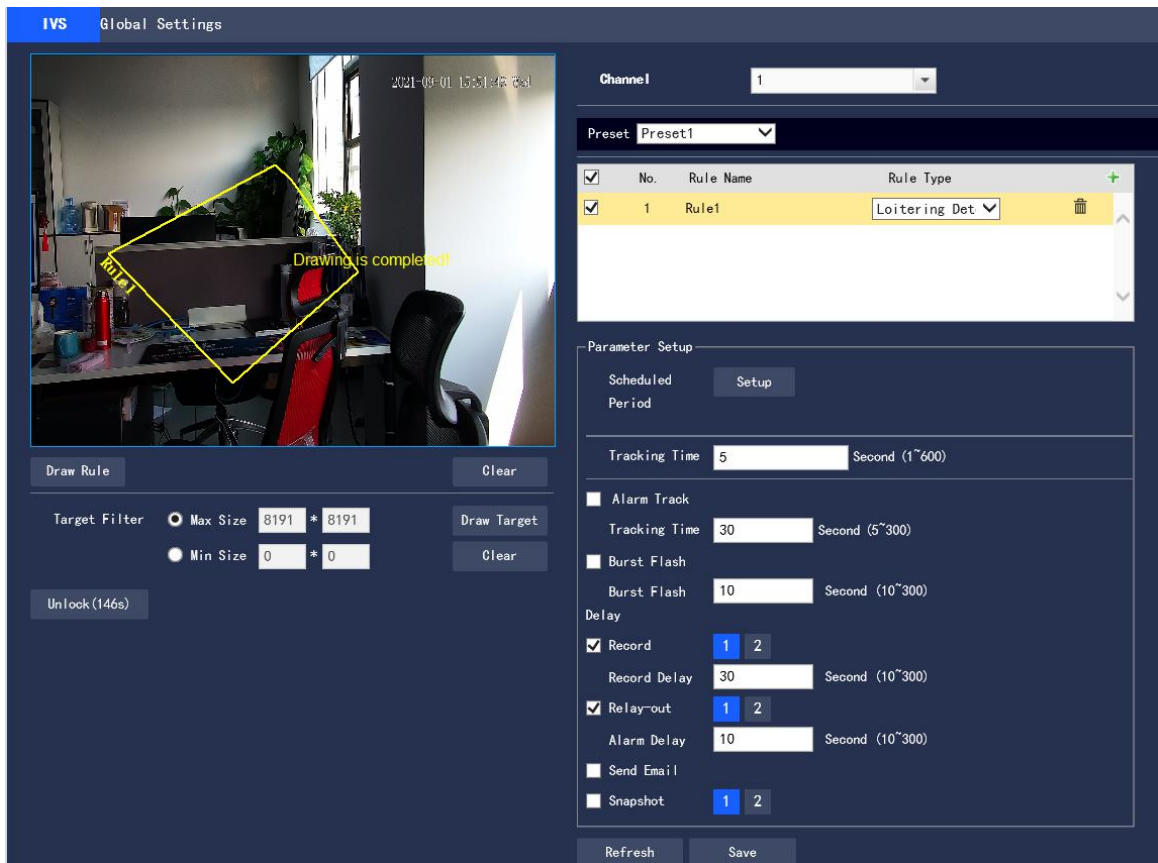 IVS Global Settings
2021-09-01
Rule1
Drawing is completed!
Draw Rule Clear
Target Filter Max Size 8191 * 8191 Draw Target
Min Size 0 * 0 Clear
Unlock(146s)
Channel 1
Preset Preset1
No. Rule Name Rule Type +
1 Rule1 Loitering Det
Parameter Setup
Scheduled Setup
Period
Tracking Time 5 Second (1~600)
Alarm Track
Tracking Time 30 Second (5~300)
Burst Flash
Burst Flash 10 Second (10~300)
Delay
Record 1 2
Record Delay 30 Second (10~300)
Relay-out 1 2
Alarm Delay 10 Second (10~300)
Send Email
Snapshot 1 2
Refresh Save